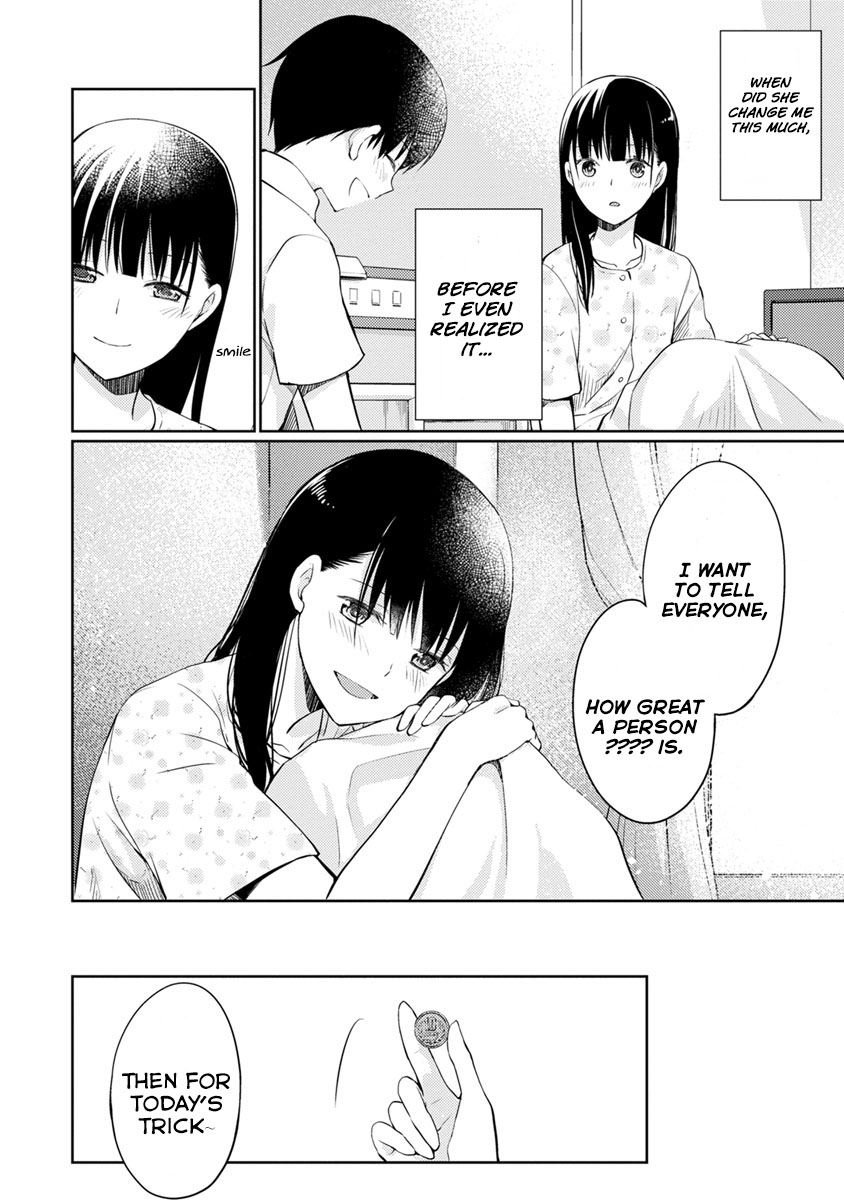 WHEN
DID SHE
CHANGE ME
THIS MUCH,
BEFORE
I EVEN
REALIZED
IT...
smile
I WANT
TO TELL
EVERYONE,
HOW GREAT
A PERSON
???? IS.
THEN FOR
TODAY'S
TRICK~